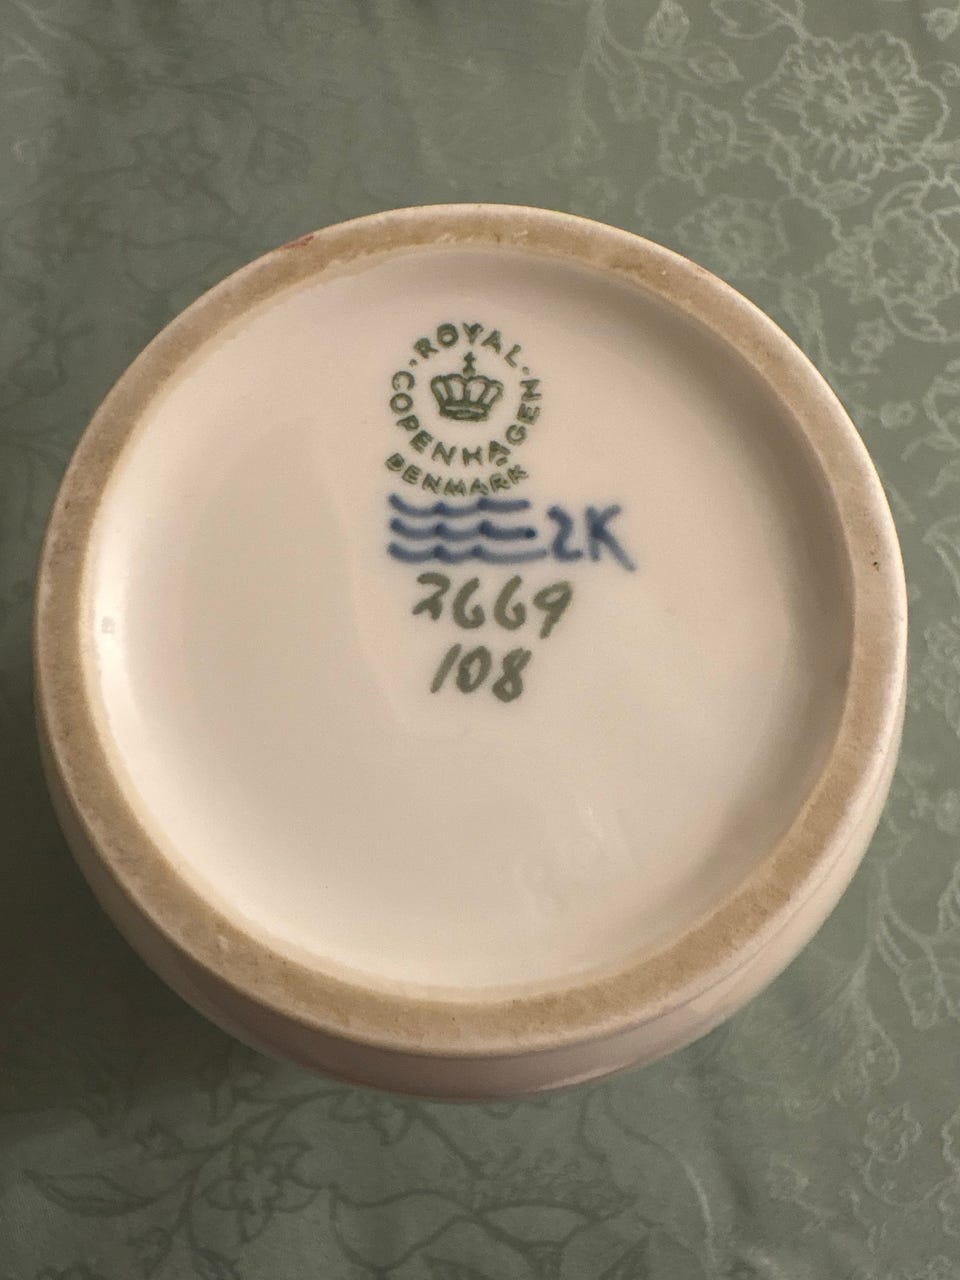 ROYAL
COPENHAGEN
DENMARK
2K
2669
108